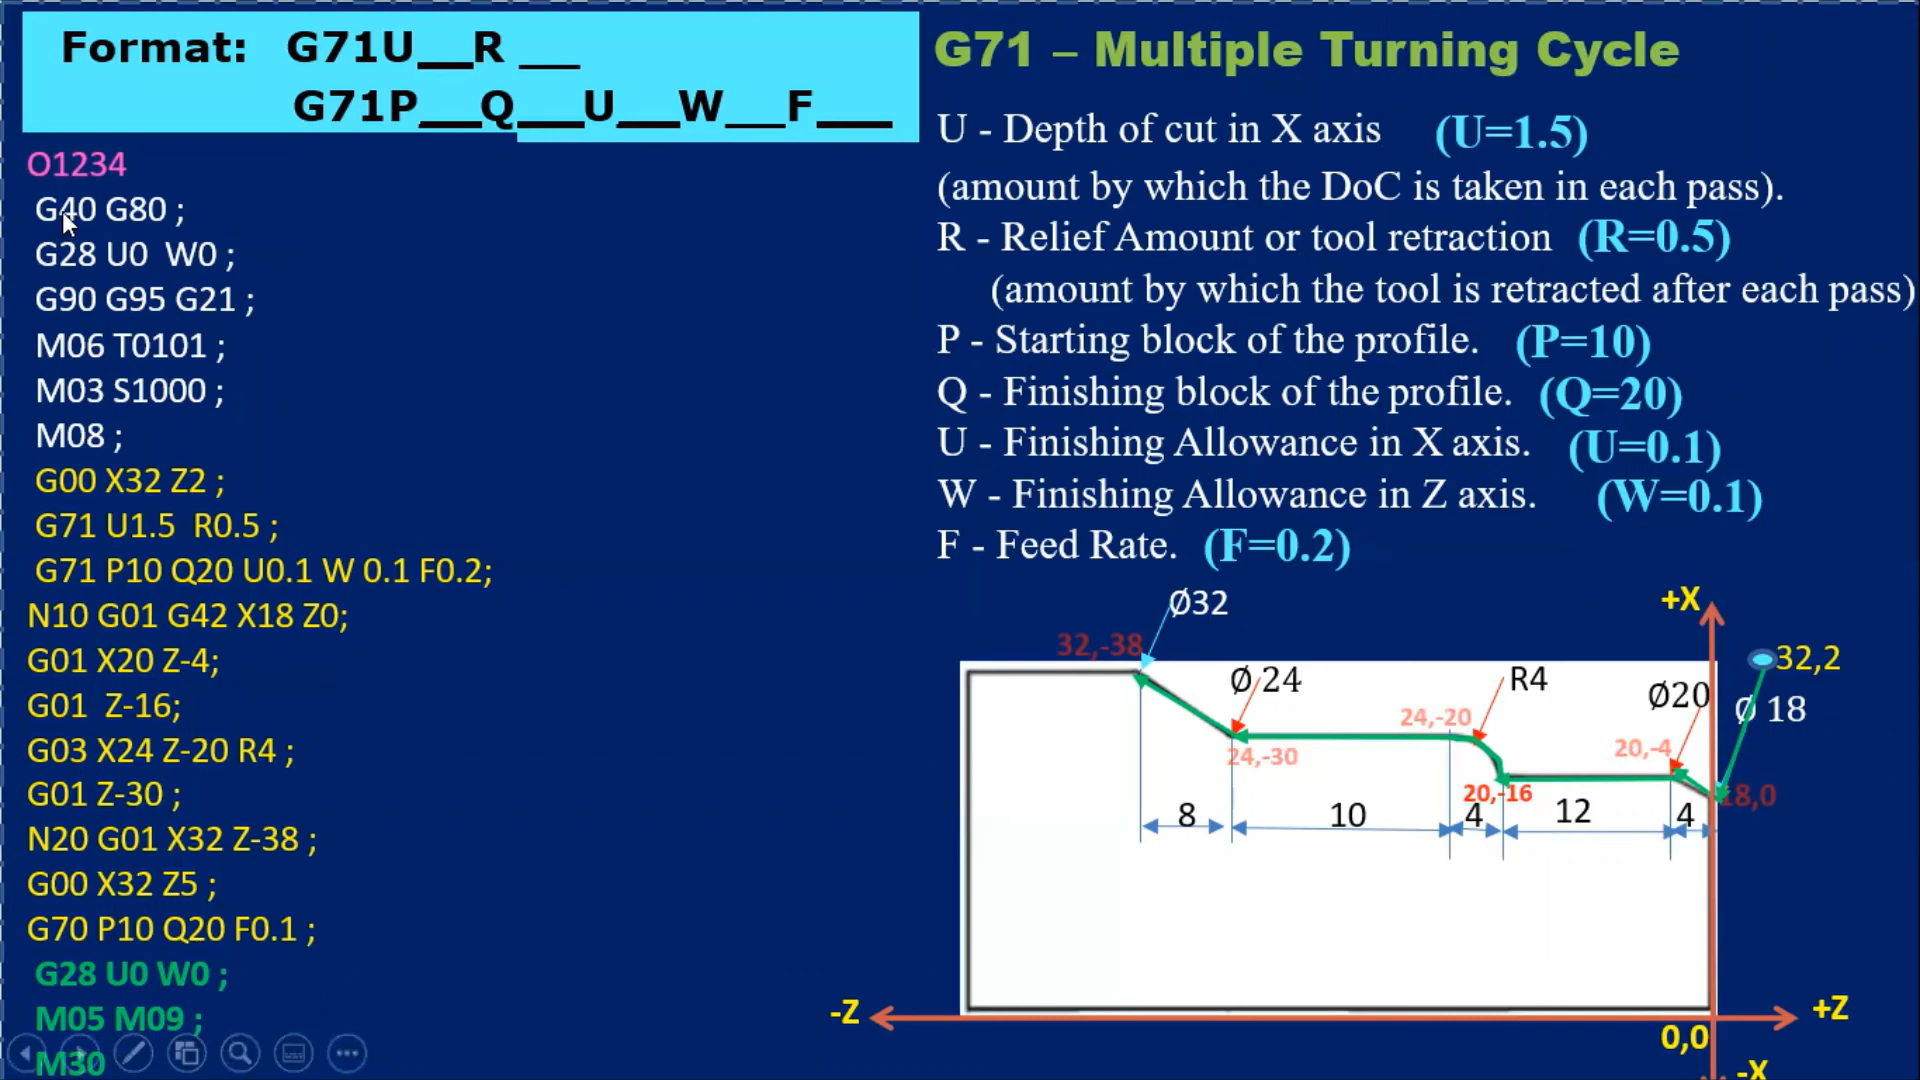 Format: G71U__R __
G71P__Q__U__W__F__
O1234
G40 G80 ;
G28 U0 W0 ;
G90 G95 G21 ;
M06 T0101 ;
M03 S1000 ;
M08 ;
G00 X32 Z2 ;
G71 U1.5 R0.5 ;
G71 P10 Q20 U0.1 W 0.1 F0.2;
N10 G01 G42 X18 Z0;
G01 X20 Z-4;
G01 Z-16;
G03 X24 Z-20 R4 ;
G01 Z-30 ;
N20 G01 X32 Z-38 ;
G00 X32 Z5 ;
G70 P10 Q20 F0.1 ;
G28 U0 W0 ;
M05 M09 ;
M30
G71 – Multiple Turning Cycle
U - Depth of cut in X axis (U=1.5)
(amount by which the DoC is taken in each pass).
R - Relief Amount or tool retraction (R=0.5)
(amount by which the tool is retracted after each pass)
P - Starting block of the profile. (P=10)
Q - Finishing block of the profile. (Q=20)
U - Finishing Allowance in X axis. (U=0.1)
W - Finishing Allowance in Z axis. (W=0.1)
F - Feed Rate. (F=0.2)
Ø32
+X
32,-38
32,2
Ø 24
R4
Ø20
Ø 18
24,-20
24,-30
20,-4
20,-16
18,0
8
10
4
12
4
-Z
+Z
0,0
-X